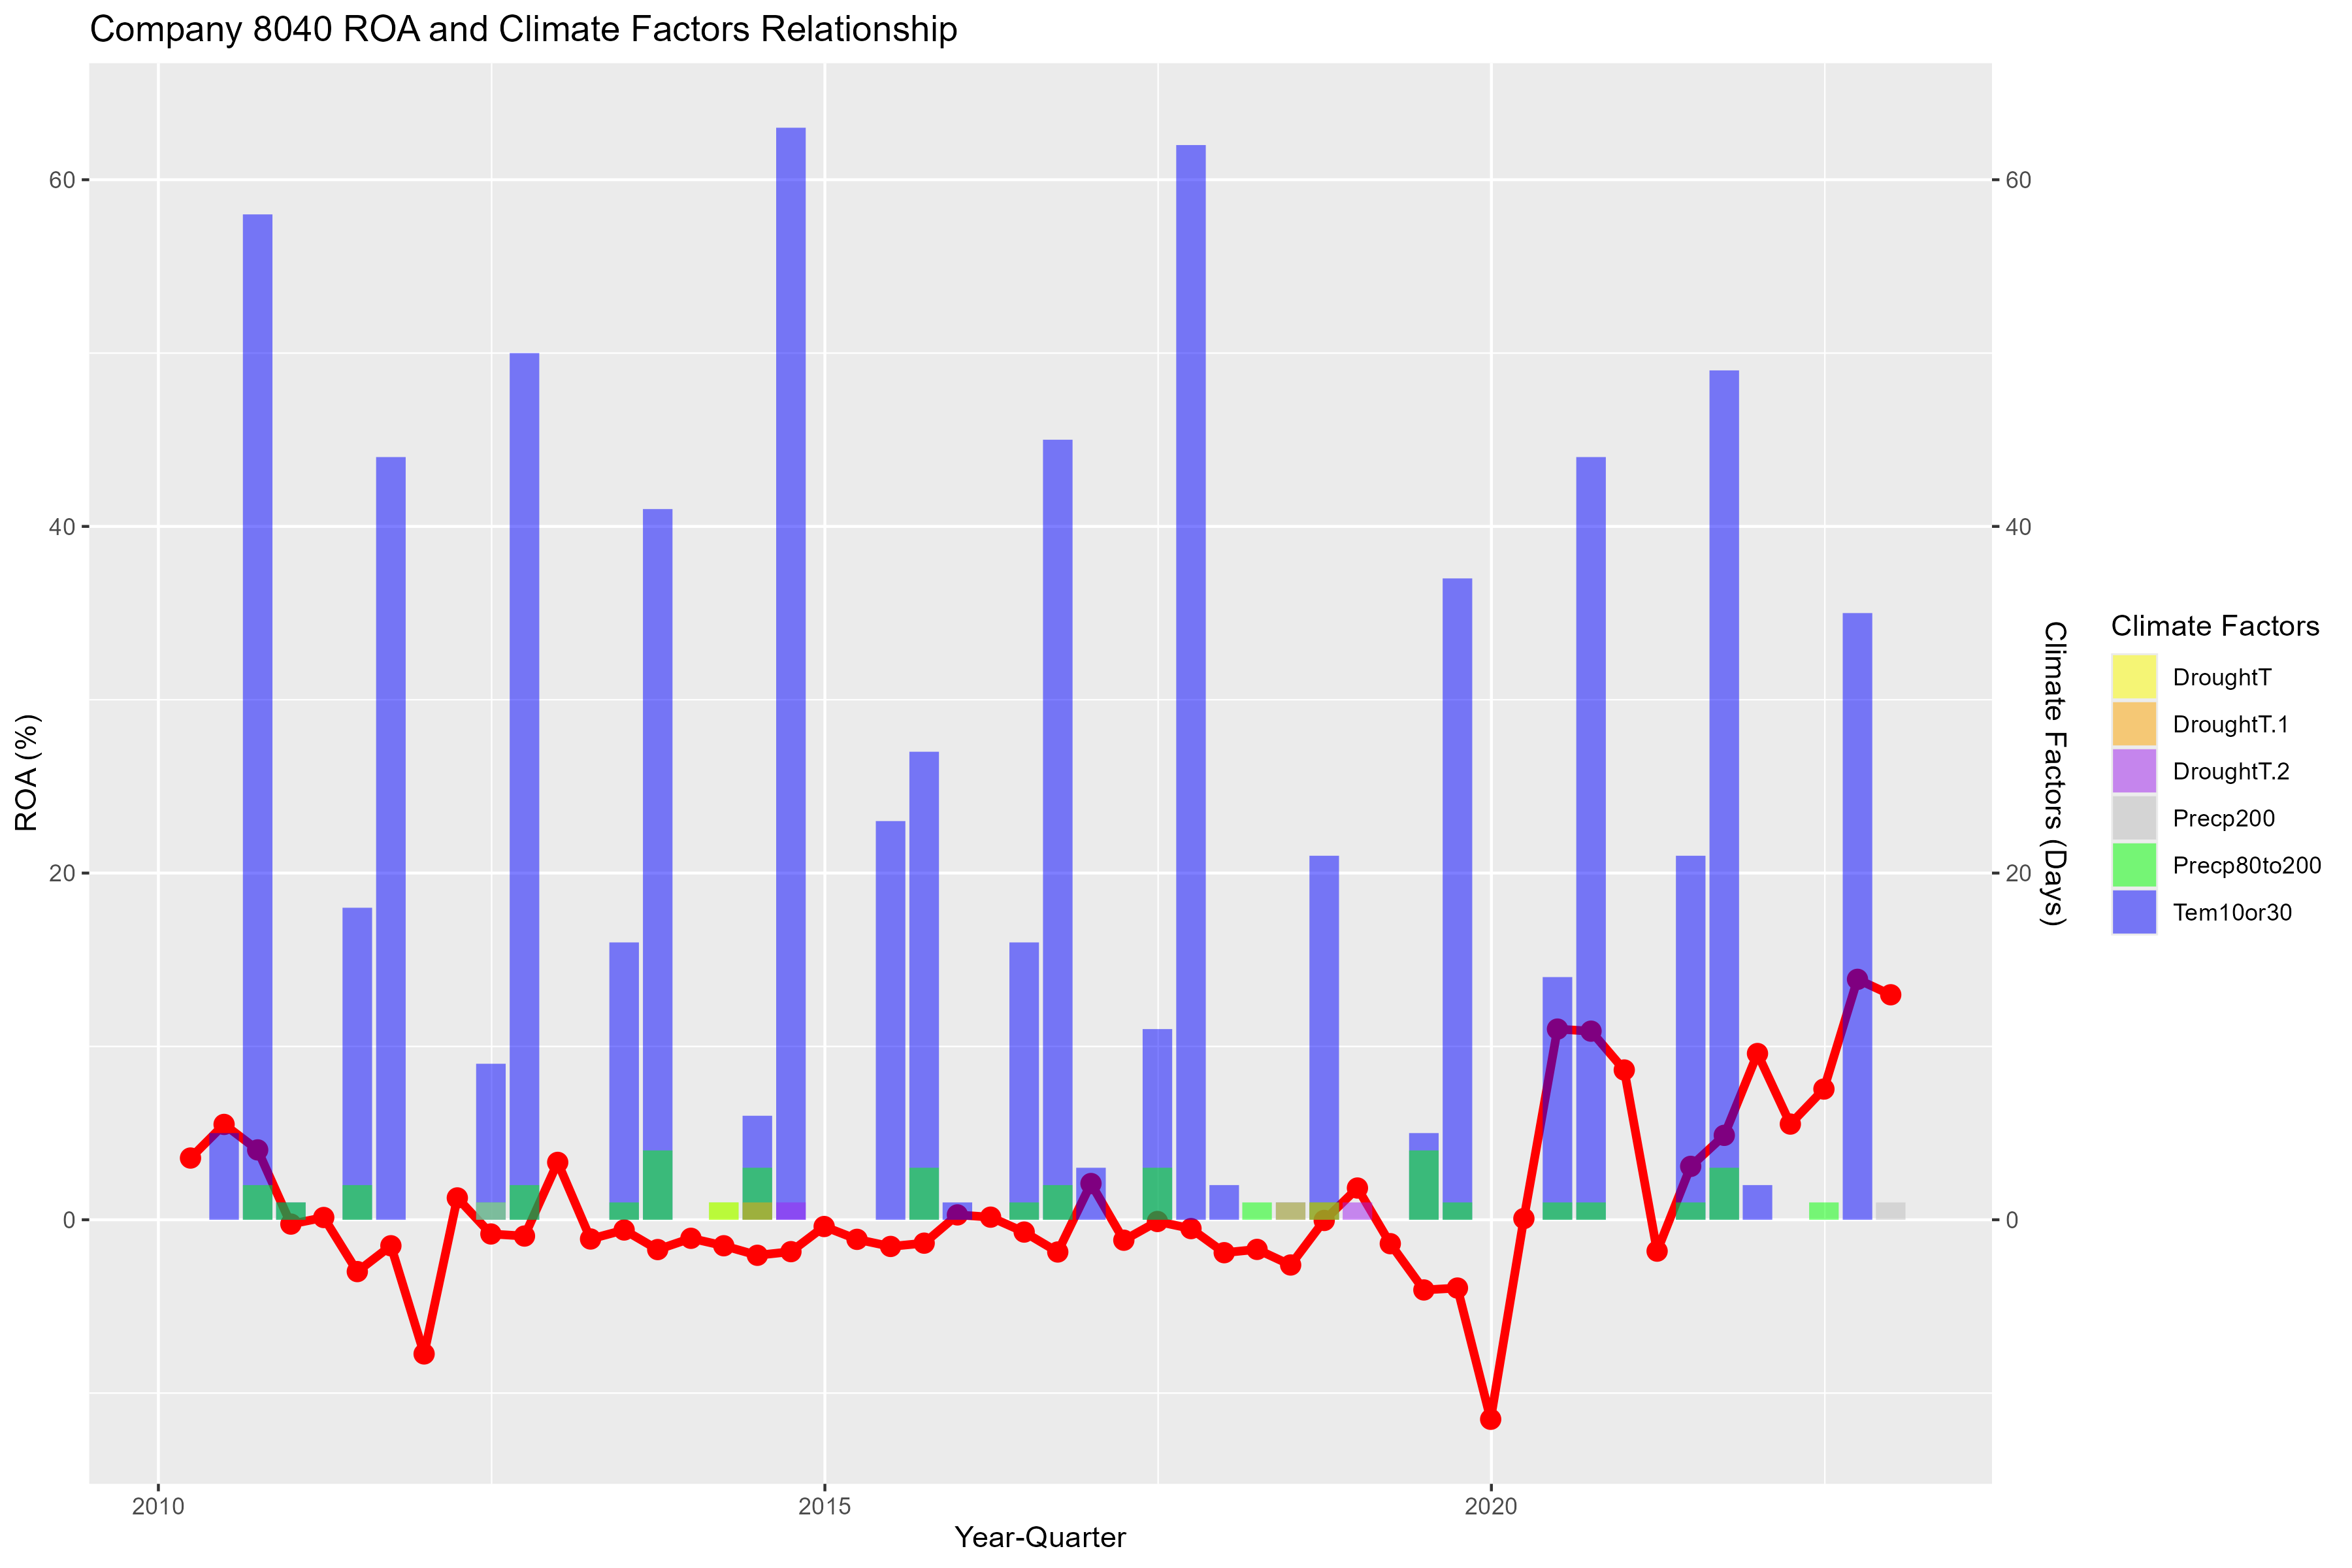 Company 8040 ROA and Climate Factors Relationship
60
40
20
0
ROA (%)
60
40
20
0
Climate Factors (Days)
2010
2015
2020
Year-Quarter
Climate Factors
DroughtT
DroughtT.1
DroughtT.2
Precp200
Precp80to200
Tem10or30